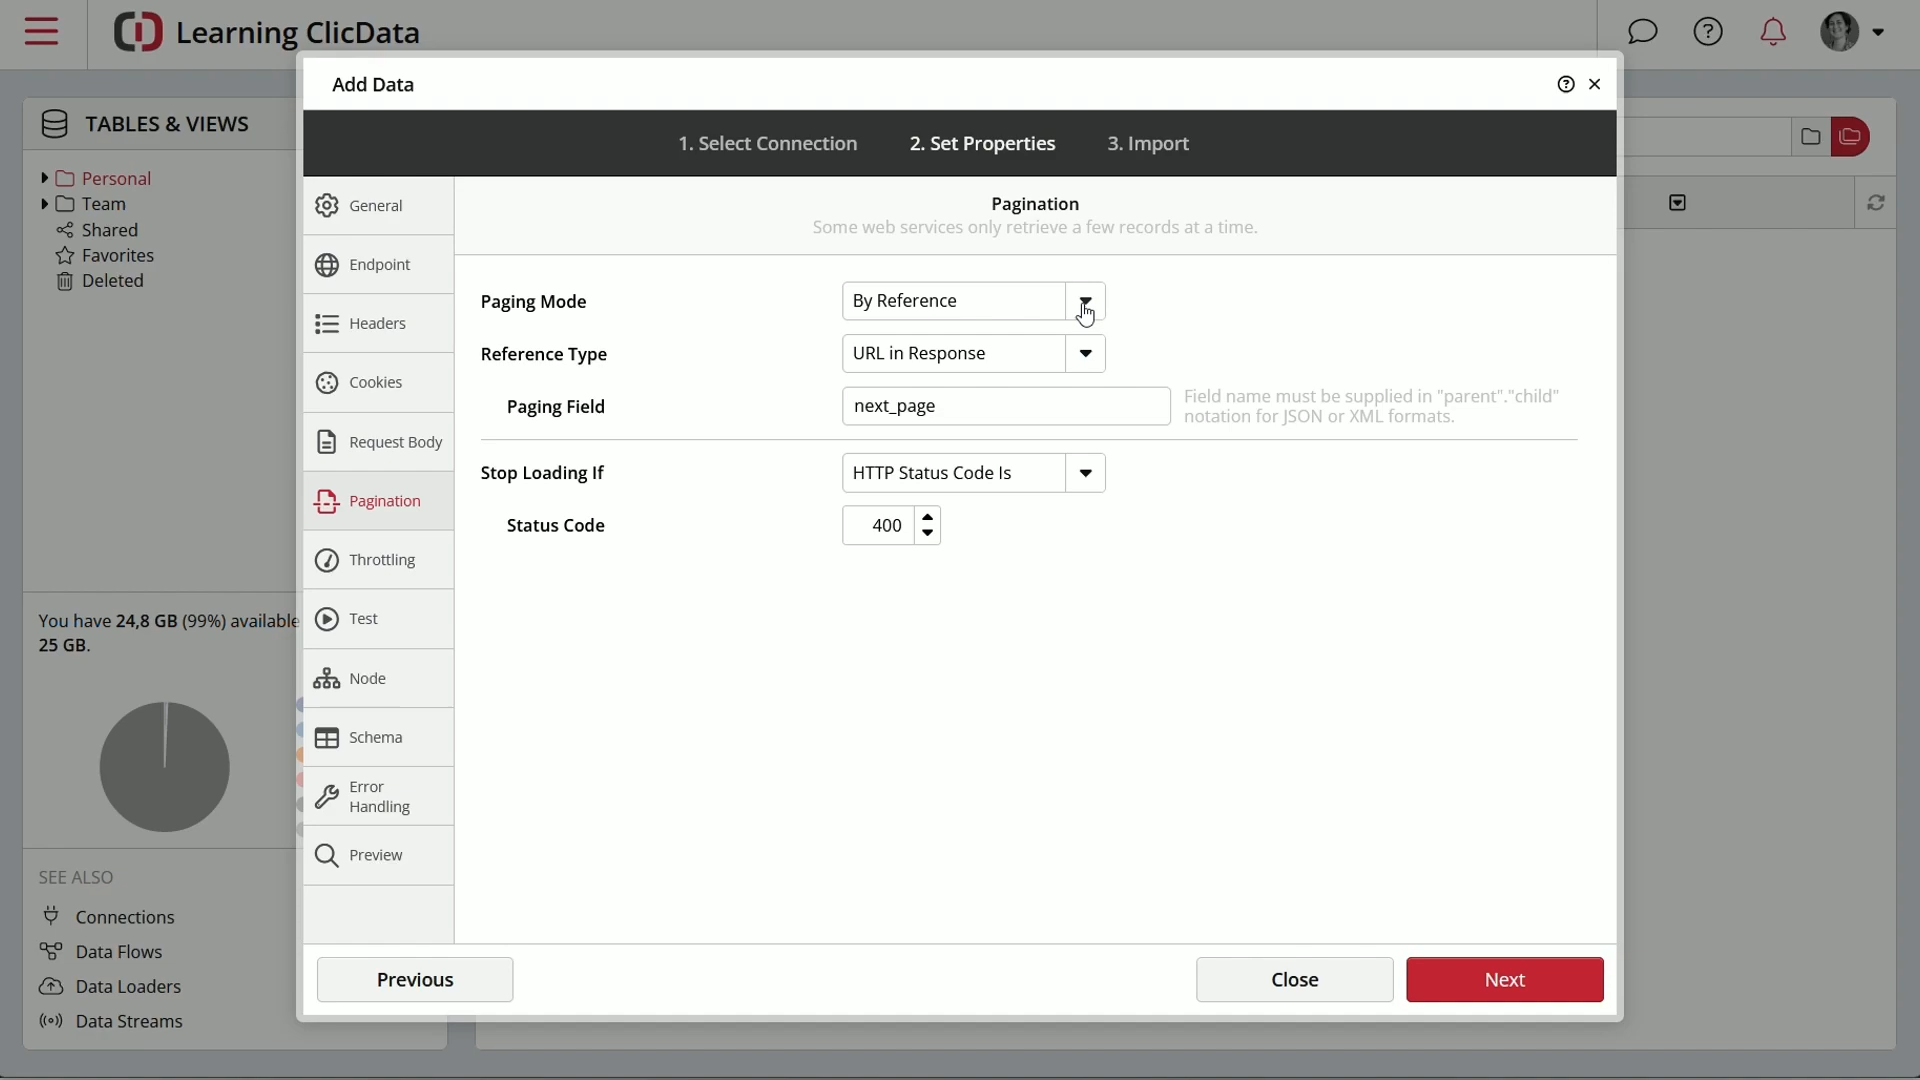 Learning ClicData
Add Data
1. Select Connection
2. Set Properties
3. Import
TABLES & VIEWS
Personal
Team
Shared
Favorites
Deleted
You have 24,8 GB (99%) available
25 GB.
SEE ALSO
Connections
Data Flows
Data Loaders
Data Streams
General
Endpoint
Headers
Cookies
Request Body
Pagination
Throttling
Test
Node
Schema
Error
Handling
Preview
Pagination
Some web services only retrieve a few records at a time.
Paging Mode
By Reference
Reference Type
URL in Response
Paging Field
next_page
Field name must be supplied in "parent"."child"
notation for JSON or XML formats.
Stop Loading If
HTTP Status Code Is
Status Code
400
Previous
Close
Next